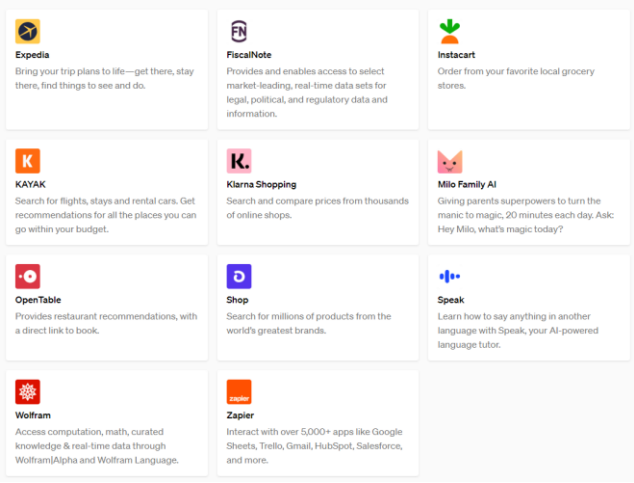 Expedia
Bring your trip plans to life—get there, stay
there, find things to see and do.
FN
FiscalNote
Provides and enables access to select
market-leading, real-time data sets for
legal, political, and regulatory data and
information.
Instacart
Order from your favorite local grocery
stores.
K
KAYAK
Search for flights, stays and rental cars. Get
recommendations for all the places you can
go within your budget.
K.
Klarna Shopping
Search and compare prices from thousands
of online shops.
Milo Family AI
Giving parents superpowers to turn the
manic to magic, 20 minutes each day. Ask:
Hey Milo, what's magic today?
OpenTable
Provides restaurant recommendations, with
a direct link to book.
Shop
Search for millions of products from the
world's greatest brands.
Speak
Learn how to say anything in another
language with Speak, your AI-powered
language tutor.
Wolfram
Access computation, math, curated
knowledge & real-time data through
Wolfram|Alpha and Wolfram Language.
zapier
Zapier
Interact with over 5,000+ apps like Google
Sheets, Trello, Gmail, HubSpot, Salesforce,
and more.